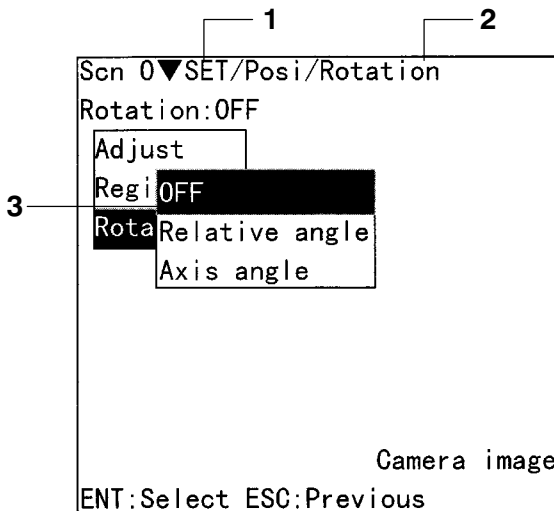 1 2
Scn 0▼SET/Posi/Rotation
Rotation:OFF
Adjust
Regi
OFF
3
Rota
Relative angle
Axis angle
Camera image
ENT:Select ESC:Previous